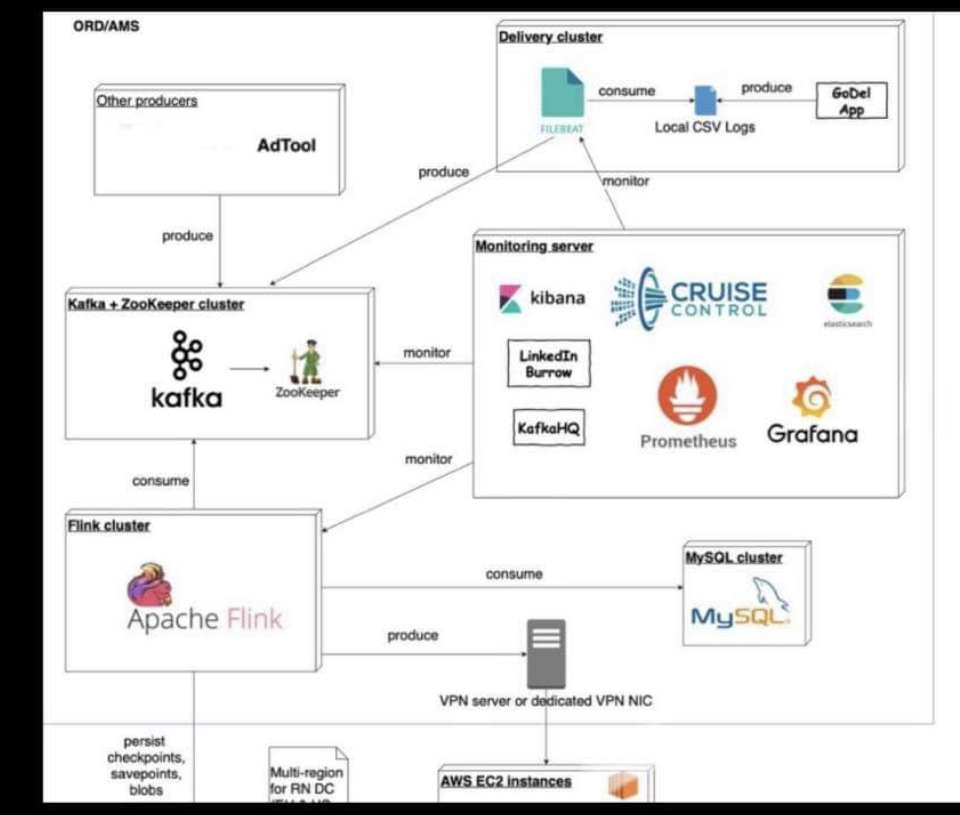 ORD/AMS
Delivery cluster
Other producers
AdTool
FILEBEAT
consume
Local CSV Logs
produce
GoDel
App
produce
monitor
produce
Monitoring server
kibana
CRUISE
CONTROL
elasticsearch
LinkedIn
Burrow
KafkaHQ
Prometheus
Grafana
Kafka + ZooKeeper cluster
kafka
ZooKeeper
monitor
monitor
consume
Flink cluster
Apache Flink
consume
MySQL cluster
MySQL
produce
VPN server or dedicated VPN NIC
persist
checkpoints,
savepoints,
blobs
Multi-region
for RN DC
AWS EC2 instances